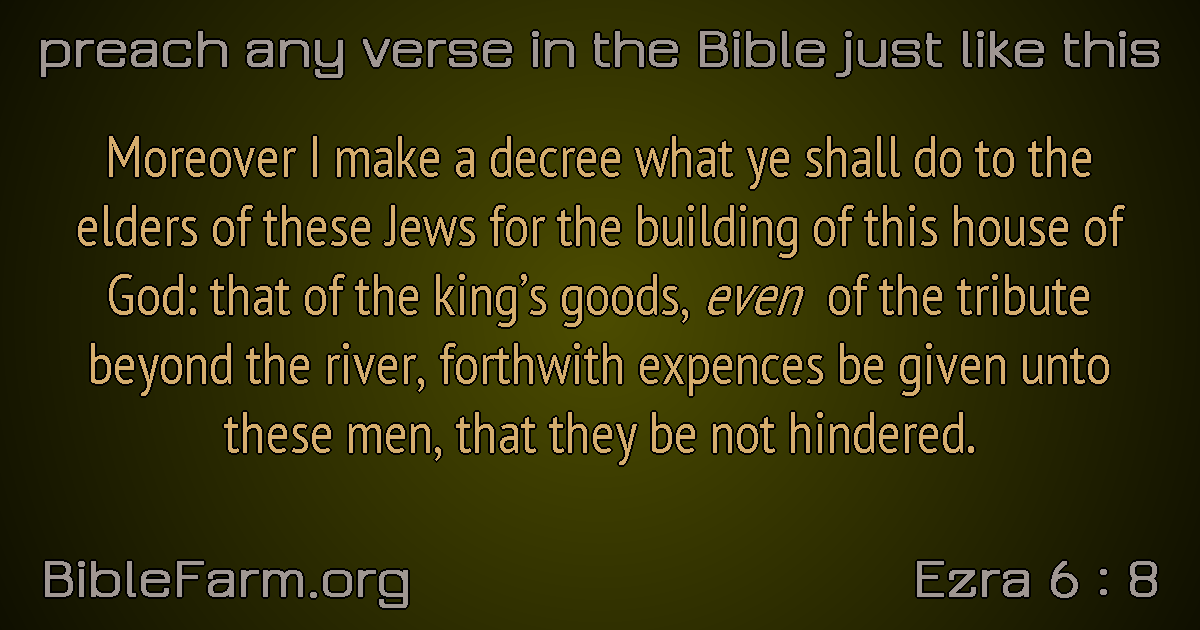 preach any verse in the Bible just like this
Moreover I make a decree what ye shall do to the
elders of these Jews for the building of this house of
God: that of the king’s goods, even of the tribute
beyond the river, forthwith expences be given unto
these men, that they be not hindered.
BibleFarm.org
Ezra 6 : 8